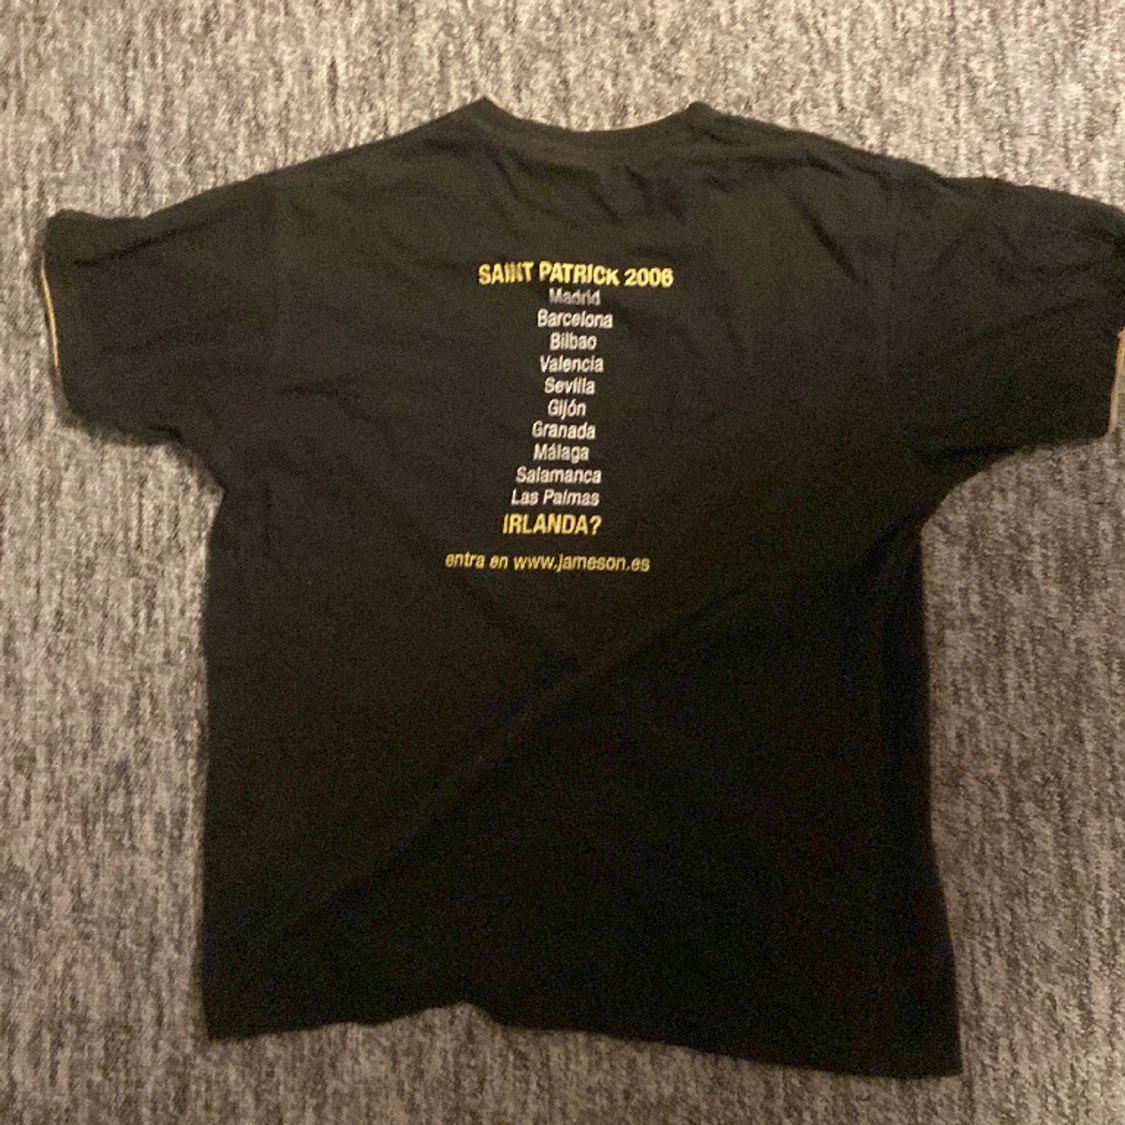 SAINT PATRICK 2006
Madrid
Barcelona
Bilbao
Valencia
Sevilla
Gijón
Granada
Málaga
Salamanca
Las Palmas
IRLANDA?
entra en www.jameson.es